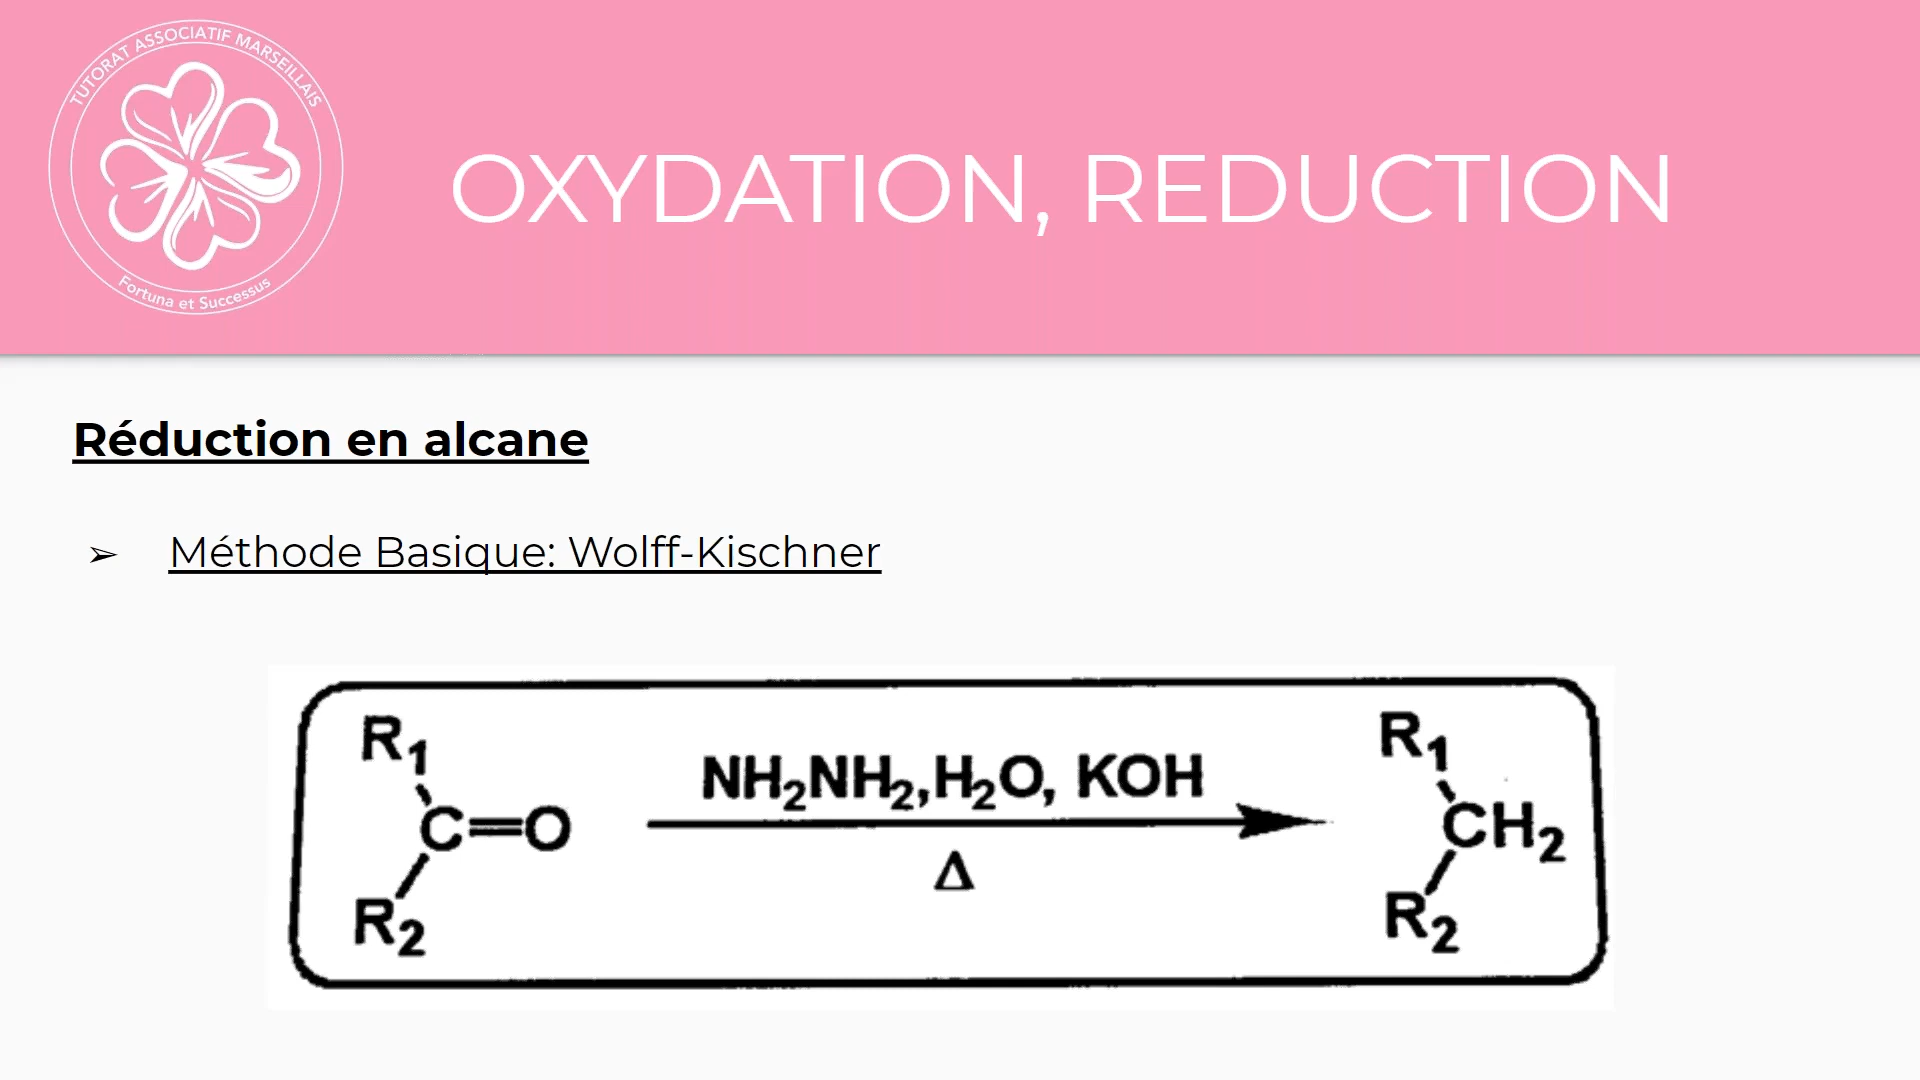 TUTORAT ASSOCIATIF MARSEILLAIS
Fortuna et Successus
OXYDATION, REDUCTION
Réduction en alcane
➢ Méthode Basique: Wolff-Kischner
R₁
C=O
R₂
NH₂NH₂,H₂O, KOH
Δ
R₁
CH₂
R₂